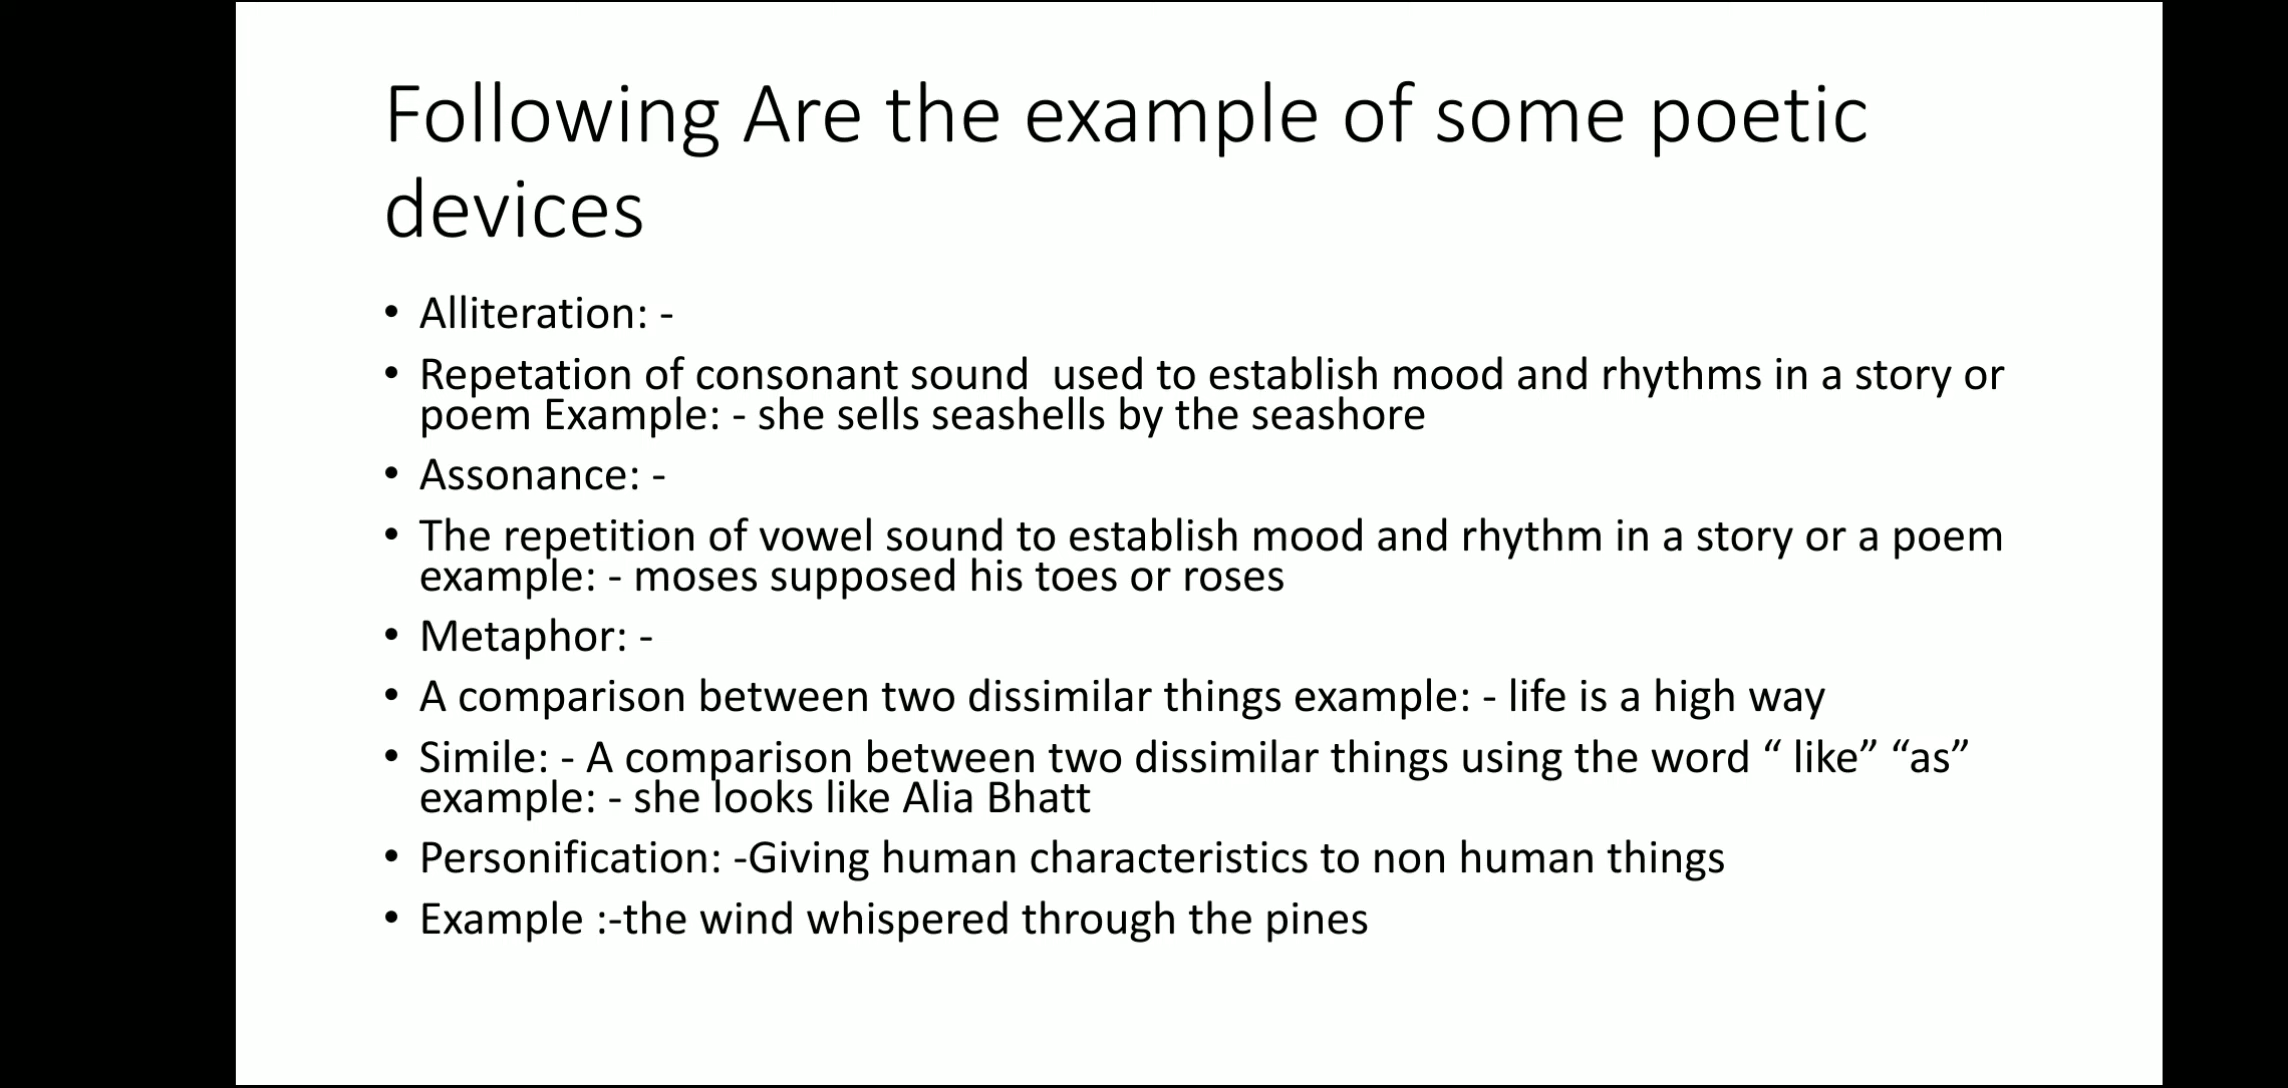 Following Are the example of some poetic
devices
• Alliteration: -
• Repetation of consonant sound  used to establish mood and rhythms in a story or
poem Example: - she sells seashells by the seashore
• Assonance: -
• The repetition of vowel sound to establish mood and rhythm in a story or a poem
example: - moses supposed his toes or roses
• Metaphor: -
• A comparison between two dissimilar things example: - life is a high way
• Simile: - A comparison between two dissimilar things using the word “ like” “as”
example: - she looks like Alia Bhatt
• Personification: -Giving human characteristics to non human things
• Example :-the wind whispered through the pines